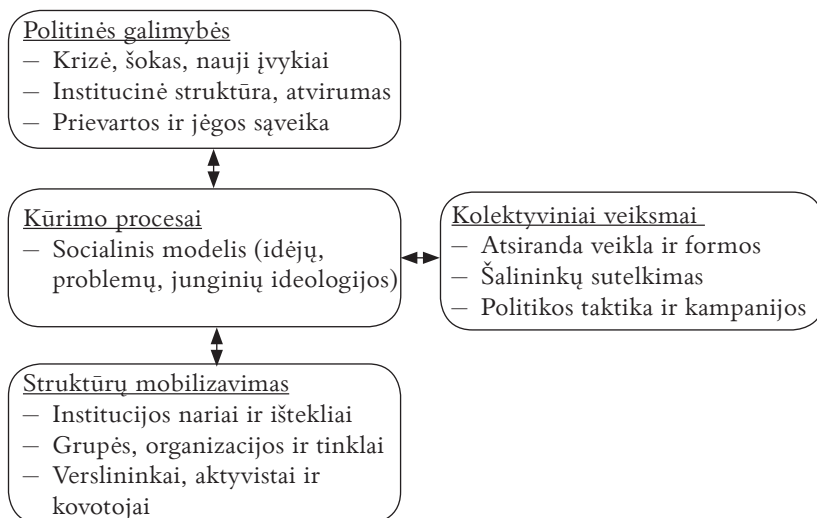 Politinės galimybės
– Krizė, šokas, nauji įvykiai
– Institucinė struktūra, atvirumas
– Prievartos ir jėgos sąveika
Kūrimo procesai
– Socialinis modelis (idėjų,
problemų, junginių ideologijos)
Kolektyviniai veiksmai
– Atsiranda veikla ir formos
– Šalininkų sutelkimas
– Politikos taktika ir kampanijos
Struktūrų mobilizavimas
– Institucijos nariai ir ištekliai
– Grupės, organizacijos ir tinklai
– Verslininkai, aktyvistai ir
kovotojai